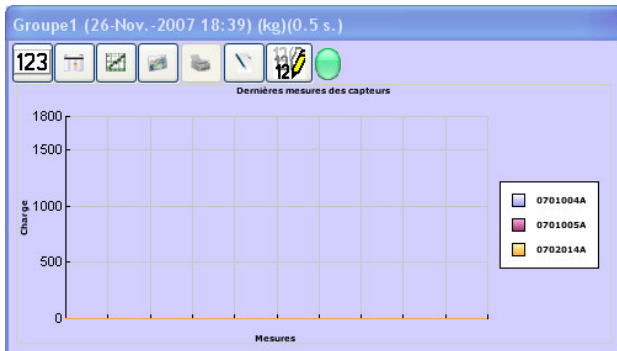 Groupe1 (26-Nov.-2007 18:39) (kg)(0.5 s.)
123
Dernières mesures des capteurs
1800
1500
1000
500
0
Charge
Mesures
0701004A
0701005A
0702014A